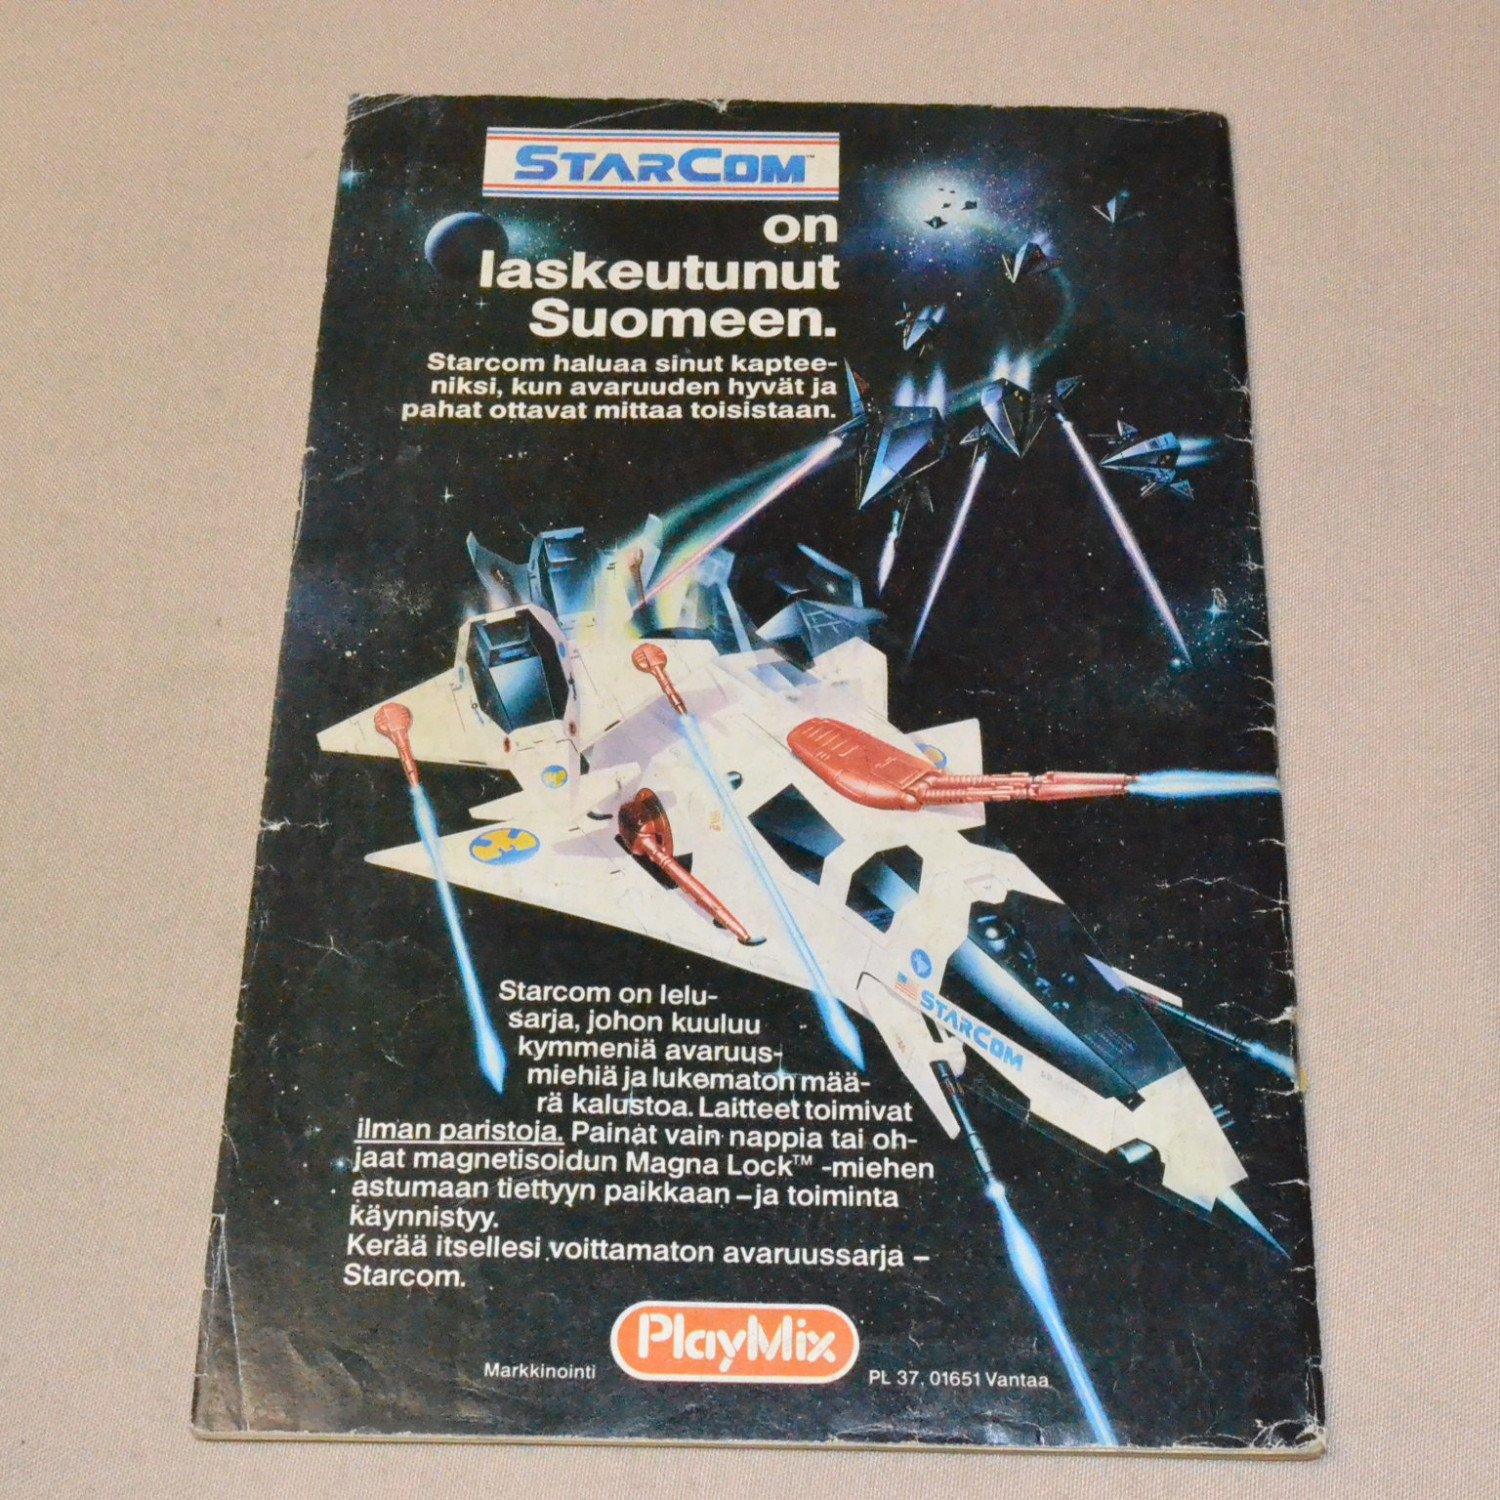 STARCOM™
on
laskeutunut
Suomeen.
Starcom haluaa sinut kaptee-
niksi, kun avaruuden hyvät ja
pahat ottavat mittaa toisistaan.
STARCOM
Starcom on lelu-
sarja, johon kuuluu
kymmeniä avaruus-
miehiä ja lukematon mää-
rä kalustoa. Laitteet toimivat
ilman paristoja. Painat vain nappia tai oh-
jaat magnetisoidun Magna Lock™ -miehen
astumaan tiettyyn paikkaan – ja toiminta
käynnistyy.
Kerää itsellesi voittamaton avaruussarja –
Starcom.
Markkinointi
PlayMix
PL 37, 01651 Vantaa